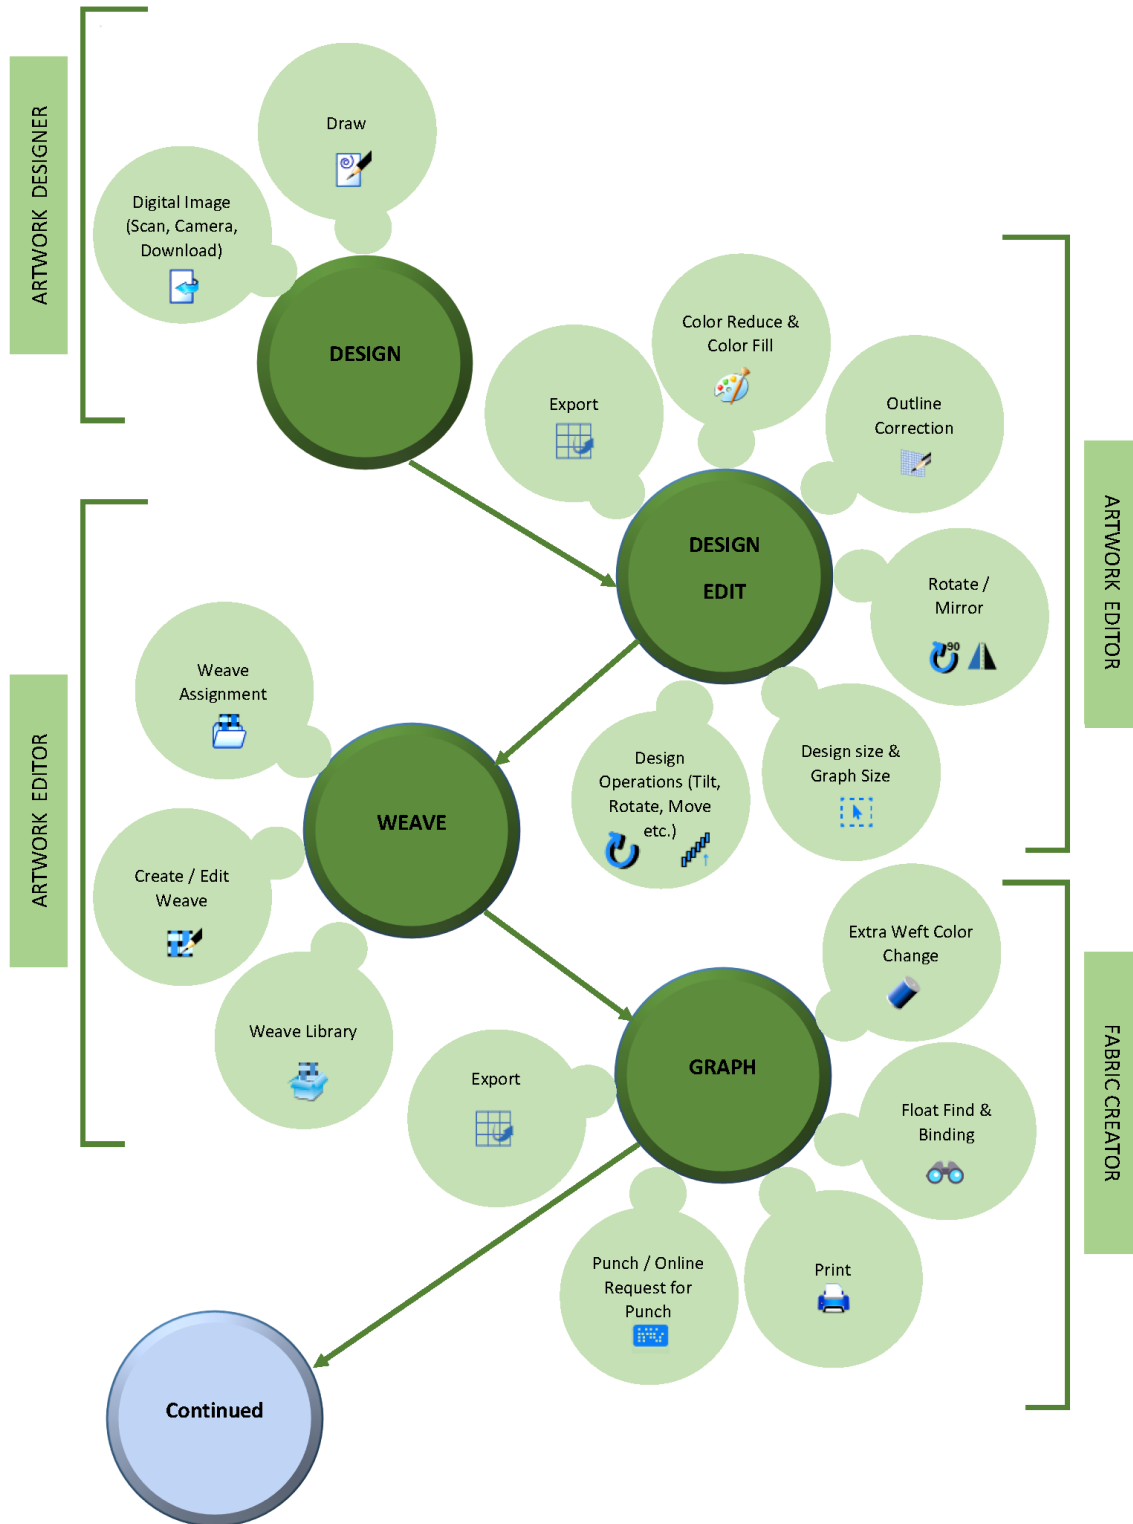 ARTWORK DESIGNER
Draw
Digital Image
(Scan, Camera,
Download)
DESIGN
ARTWORK EDITOR
Color Reduce &
Color Fill
Export
Outline
Correction
DESIGN
EDIT
Rotate /
Mirror
90
Design size &
Graph Size
Design
Operations (Tilt,
Rotate, Move
etc.)
ARTWORK EDITOR
Weave
Assignment
WEAVE
Create / Edit
Weave
Weave Library
FABRIC CREATOR
Extra Weft Color
Change
GRAPH
Export
Float Find &
Binding
Print
Punch / Online
Request for
Punch
Continued